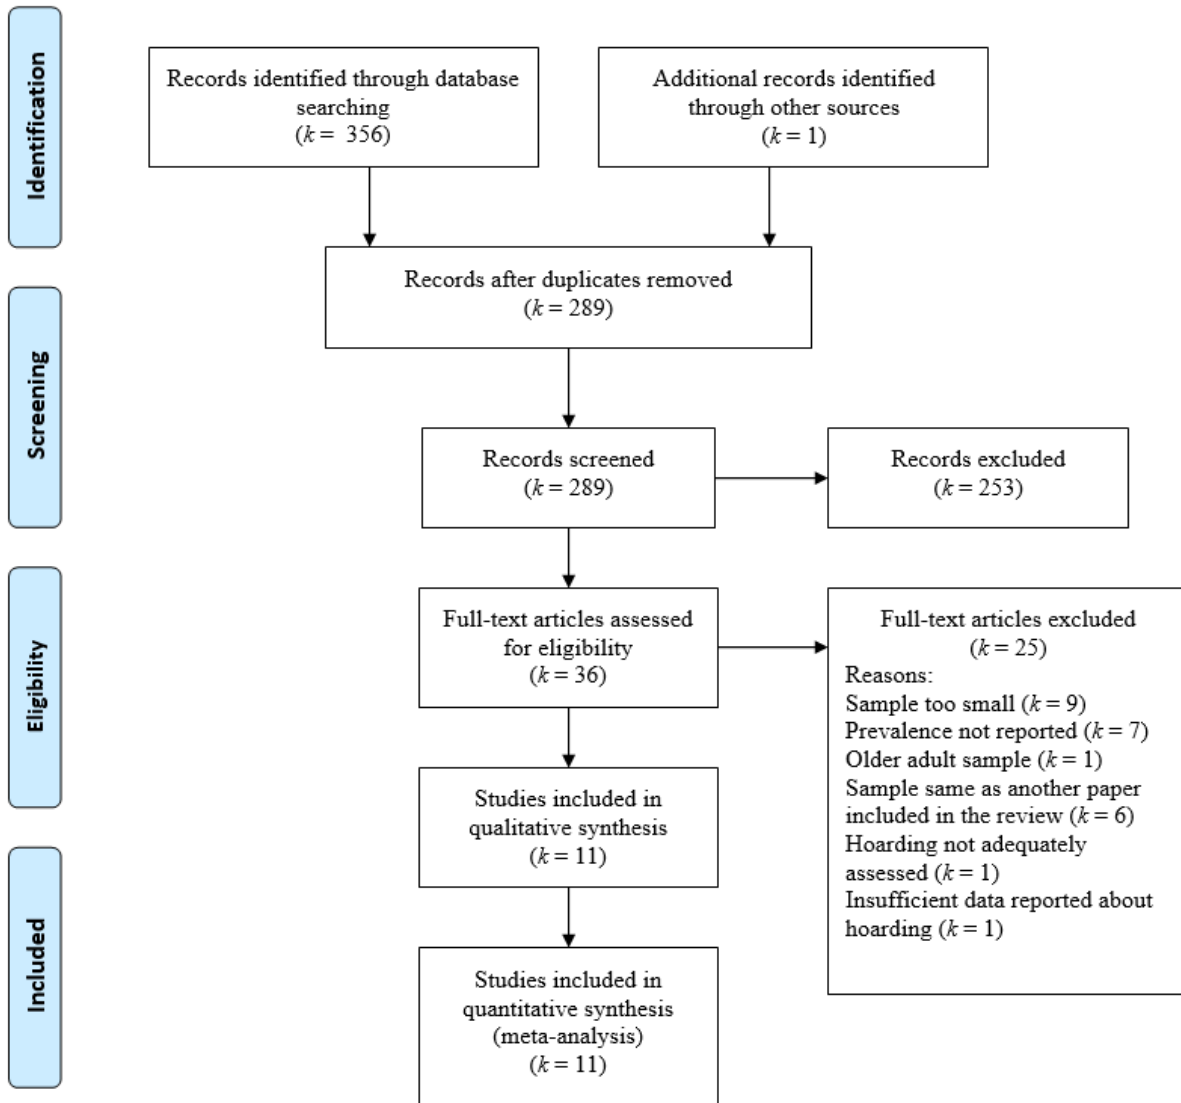 Identification
Records identified through database
searching
(k = 356)
Additional records identified
through other sources
(k = 1)
Records after duplicates removed
(k = 289)
Screening
Records screened
(k = 289)
Records excluded
(k = 253)
Eligibility
Full-text articles assessed
for eligibility
(k = 36)
Full-text articles excluded
(k = 25)
Reasons:
Sample too small (k = 9)
Prevalence not reported (k = 7)
Older adult sample (k = 1)
Sample same as another paper
included in the review (k = 6)
Hoarding not adequately
assessed (k = 1)
Insufficient data reported about
hoarding (k = 1)
Studies included in
qualitative synthesis
(k = 11)
Included
Studies included in
quantitative synthesis
(meta-analysis)
(k = 11)